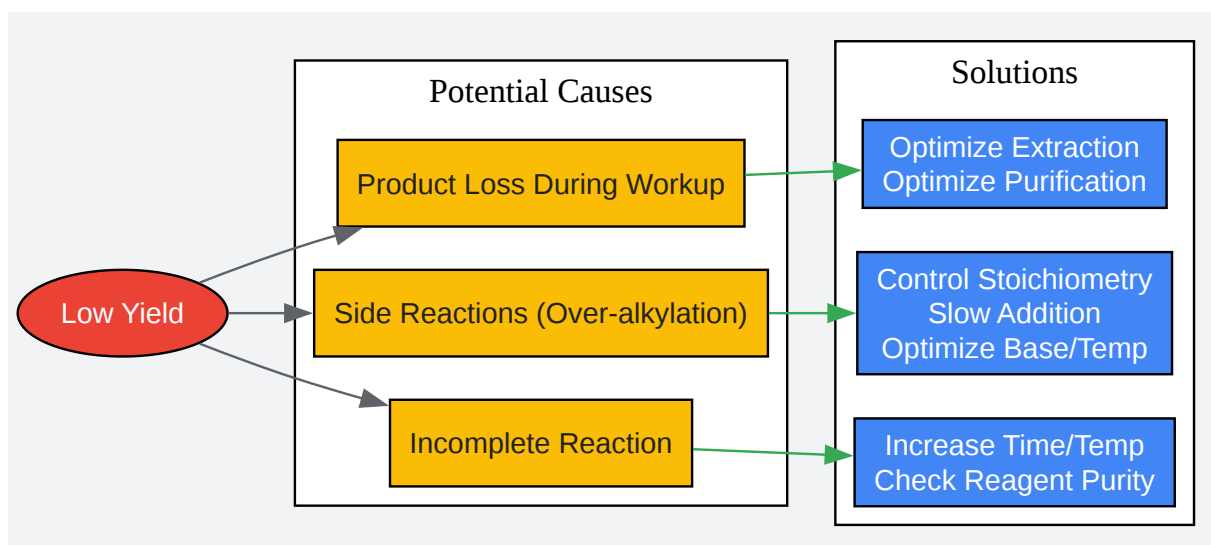 Low Yield
Potential Causes
Product Loss During Workup
Side Reactions (Over-alkylation)
Incomplete Reaction
Solutions
Optimize Extraction
Optimize Purification
Control Stoichiometry
Slow Addition
Optimize Base/Temp
Increase Time/Temp
Check Reagent Purity